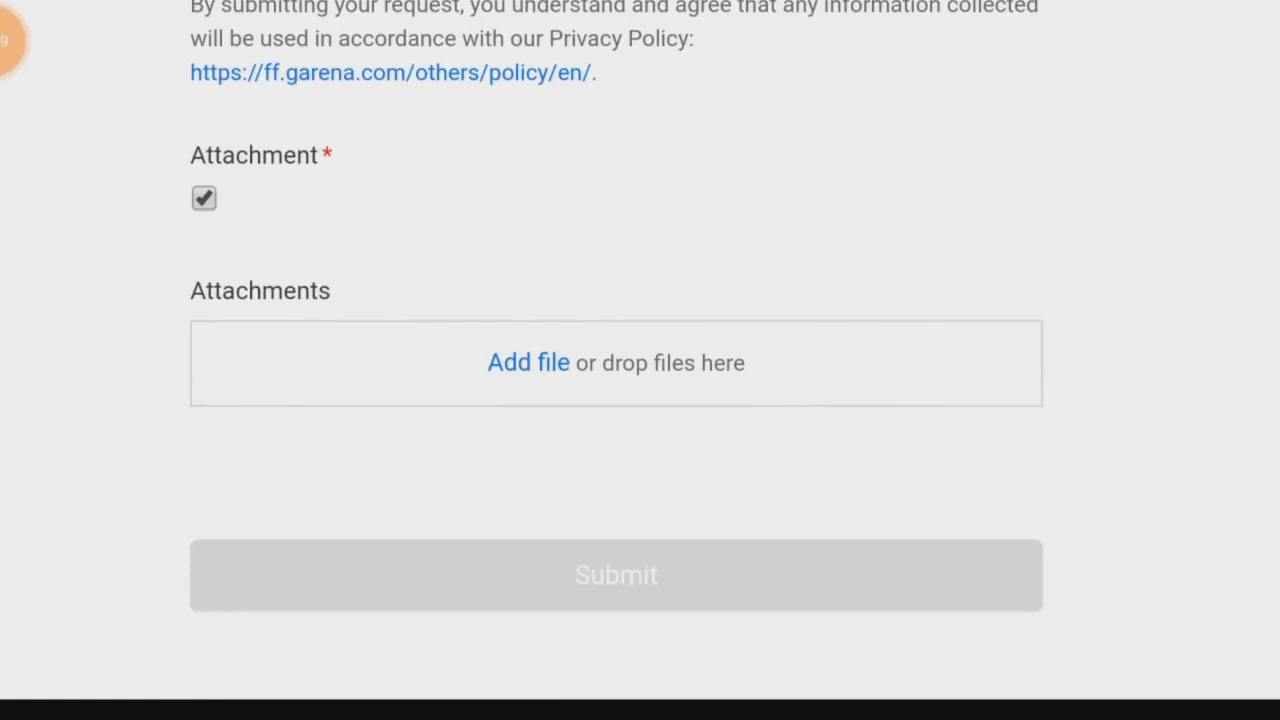 By submitting your request, you understand and agree that any information collected
will be used in accordance with our Privacy Policy:
https://ff.garena.com/others/policy/en/.
Attachment *
Attachments
Add file or drop files here
Submit
9